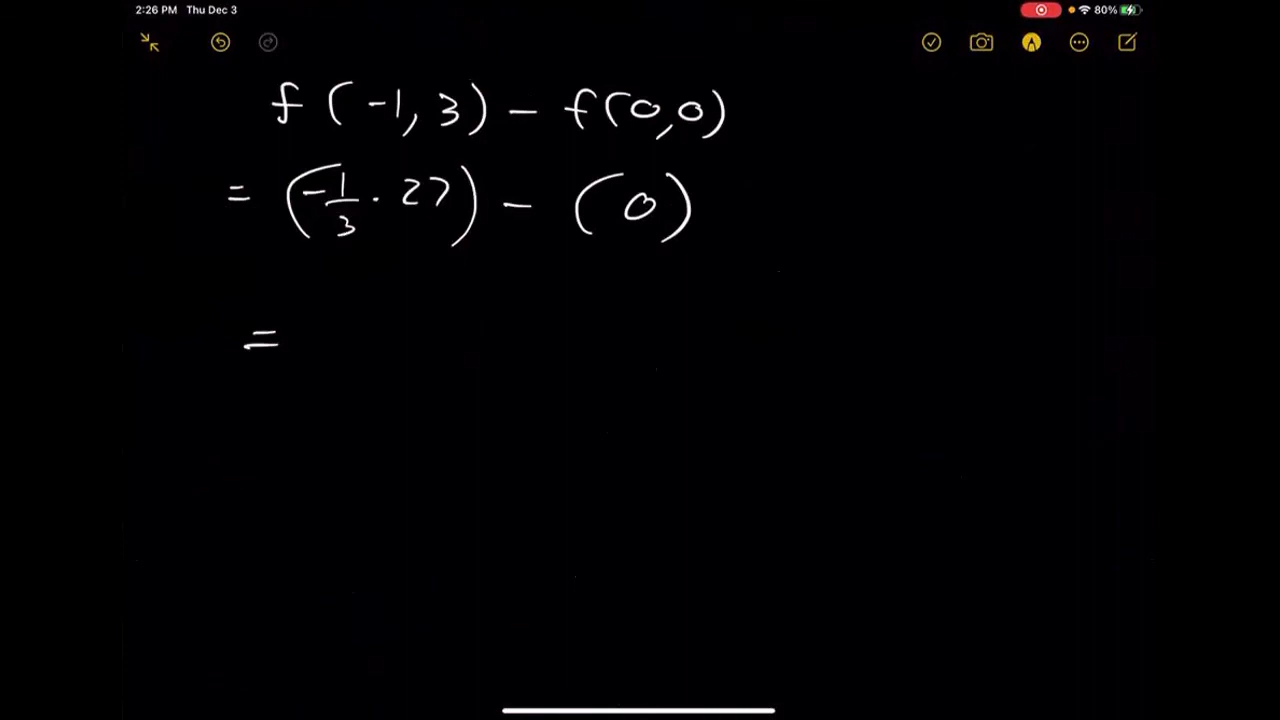 2:26 PM Thu Dec 3 80%
f(-1, 3) - f(0,0)
= (-1/3 · 27) - (0)
=